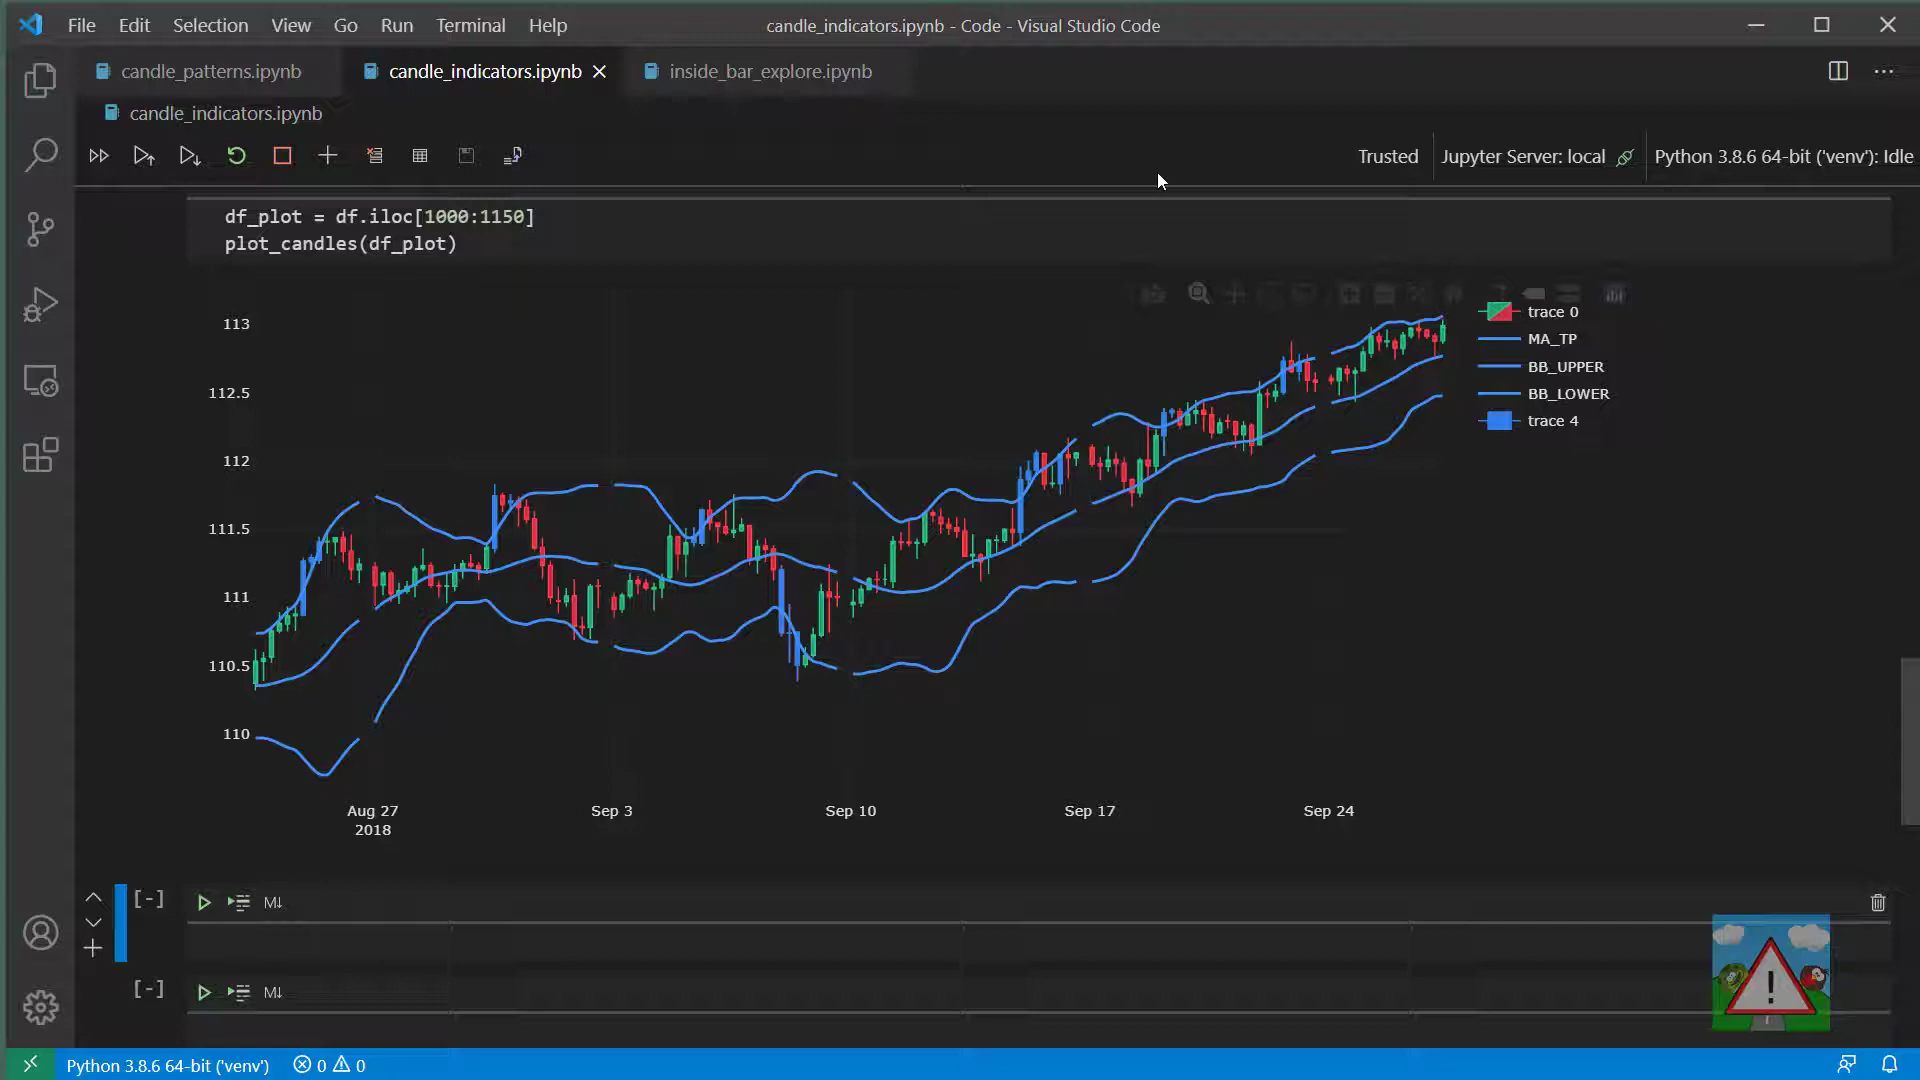 File Edit Selection View Go Run Terminal Help
candle_indicators.ipynb - Code - Visual Studio Code
candle_patterns.ipynb
candle_indicators.ipynb
inside_bar_explore.ipynb
candle_indicators.ipynb
Trusted
Jupyter Server: local
Python 3.8.6 64-bit ('venv'): Idle
df_plot = df.iloc[1000:1150]
plot_candles(df_plot)
113
112.5
112
111.5
111
110.5
110
trace 0
MA_TP
BB_UPPER
BB_LOWER
trace 4
Aug 27
2018
Sep 3
Sep 10
Sep 17
Sep 24
[-]
M↓
[-]
M↓
!
Python 3.8.6 64-bit ('venv')
0
0